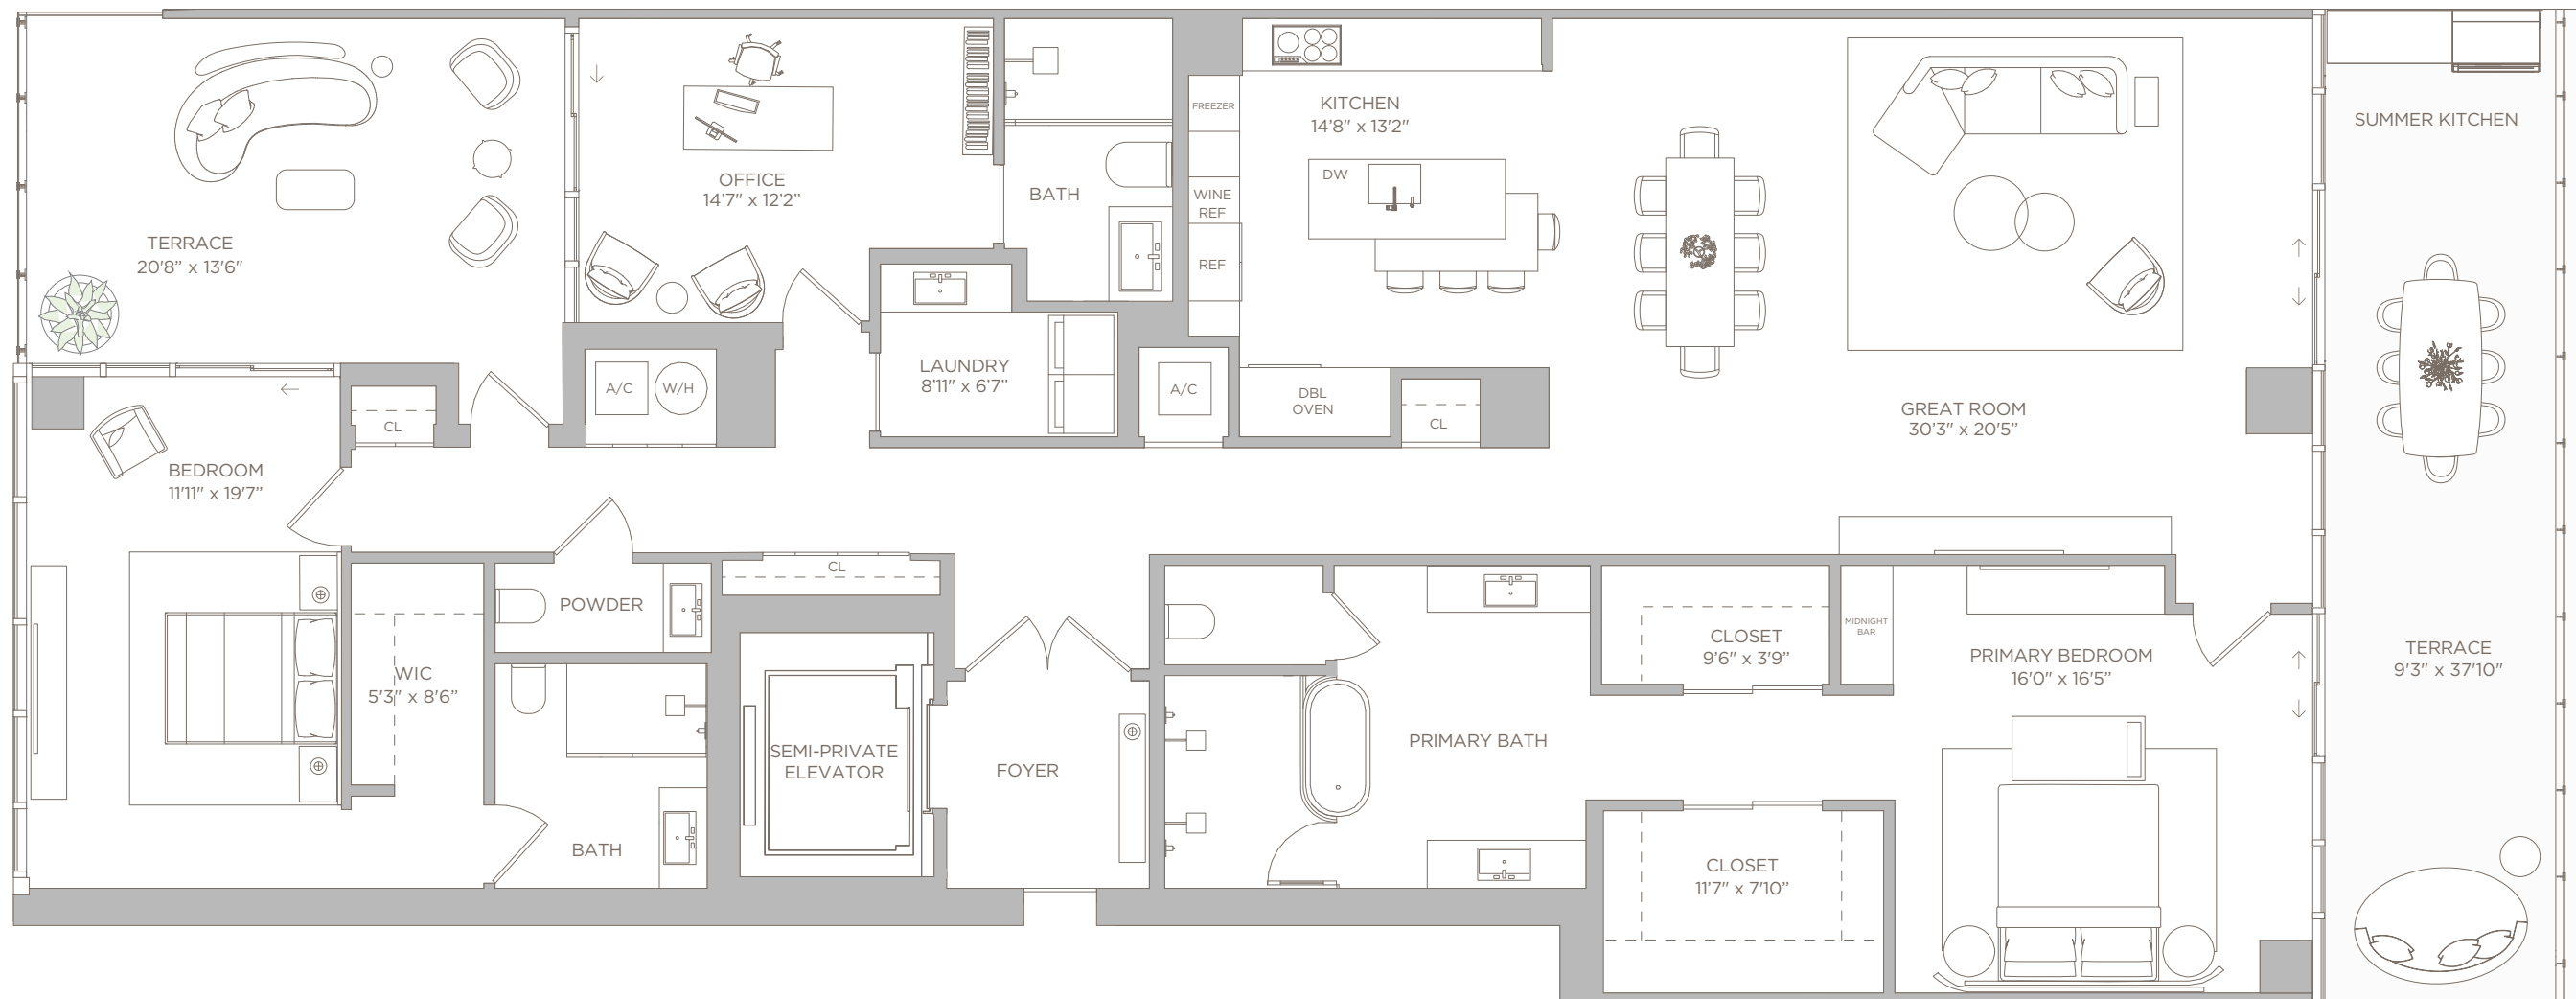 TERRACE
20'8" x 13'6"
OFFICE
14'7" x 12'2"
BATH
FREEZER
WINE
REF
REF
KITCHEN
14'8" x 13'2"
DW
SUMMER KITCHEN
BEDROOM
11'11" x 19'7"
CL
A/C
W/H
LAUNDRY
8'11" x 6'7"
A/C
DBL
OVEN
CL
GREAT ROOM
30'3" x 20'5"
WIC
5'3" x 8'6"
POWDER
CL
BATH
SEMI-PRIVATE
ELEVATOR
FOYER
PRIMARY BATH
CLOSET
9'6" x 3'9"
MIDNIGHT
BAR
PRIMARY BEDROOM
16'0" x 16'5"
CLOSET
11'7" x 7'10"
TERRACE
9'3" x 37'10"